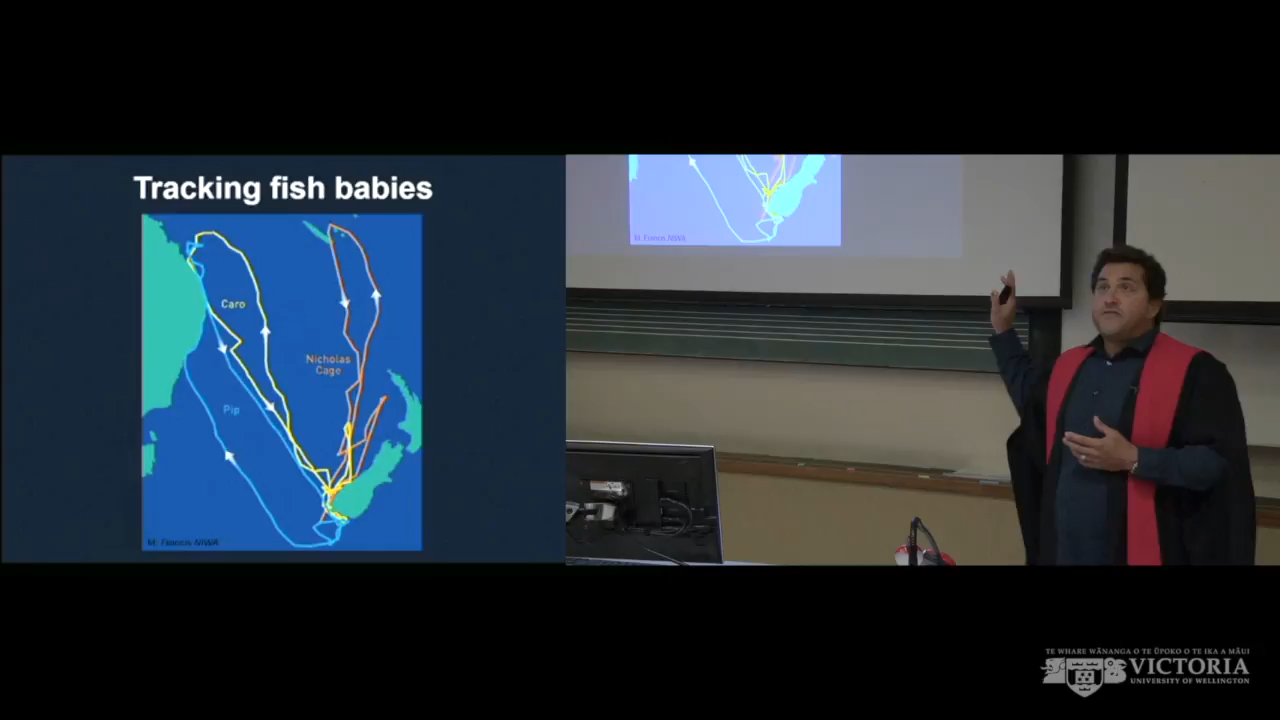 Tracking fish babies
Caro
Nicholas
Cage
Pip
M. Francis NIWA
M. Francis NIWA
TE WHARE WĀNANGA O TE ŪPOKO O TE IKA A MĀUI
VICTORIA
UNIVERSITY OF WELLINGTON